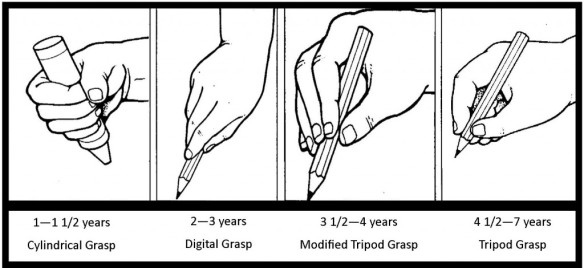 1—1 1/2 years
Cylindrical Grasp
2—3 years
Digital Grasp
3 1/2—4 years
Modified Tripod Grasp
4 1/2—7 years
Tripod Grasp